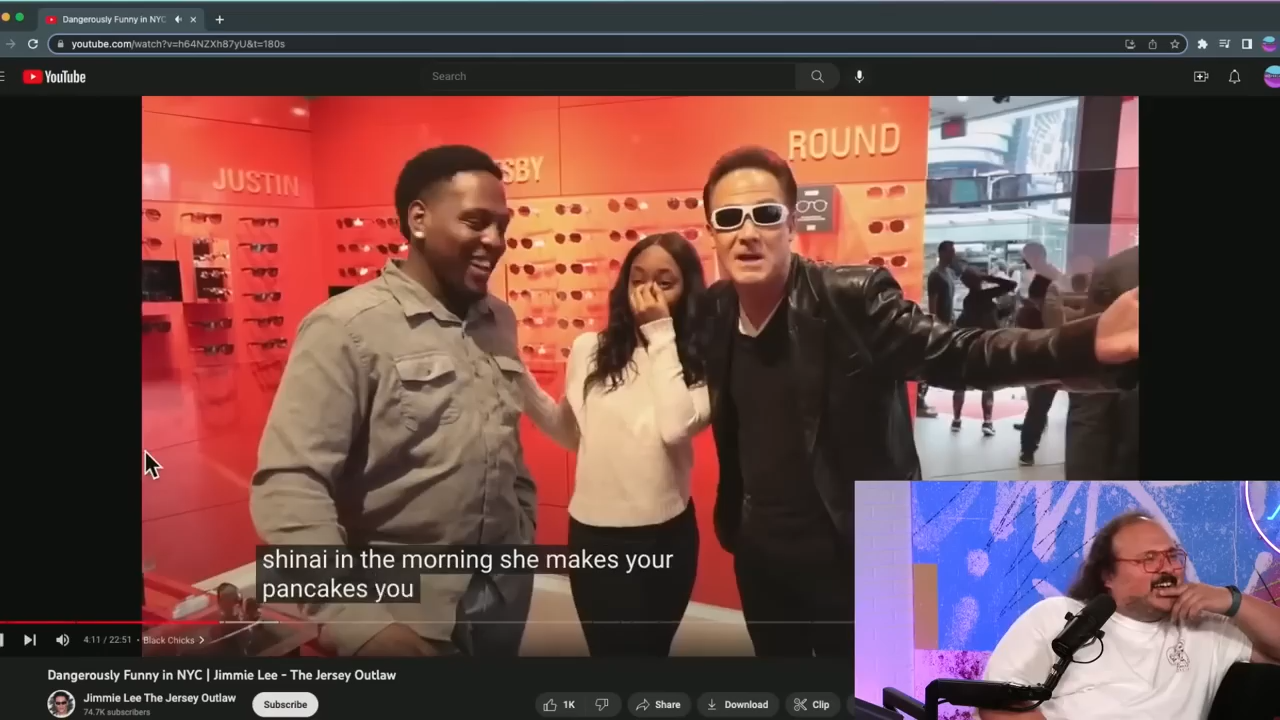 Dangerously Funny in NYC
youtube.com/watch?v=h64NZXh87yU&t=180s
YouTube
Search
JUSTIN
SBY
ROUND
shinai in the morning she makes your
pancakes you
4:11 / 22:51 • Black Chicks
Dangerously Funny in NYC | Jimmie Lee - The Jersey Outlaw
Jimmie Lee The Jersey Outlaw
74.7K subscribers
Subscribe
1K
Share
Download
Clip